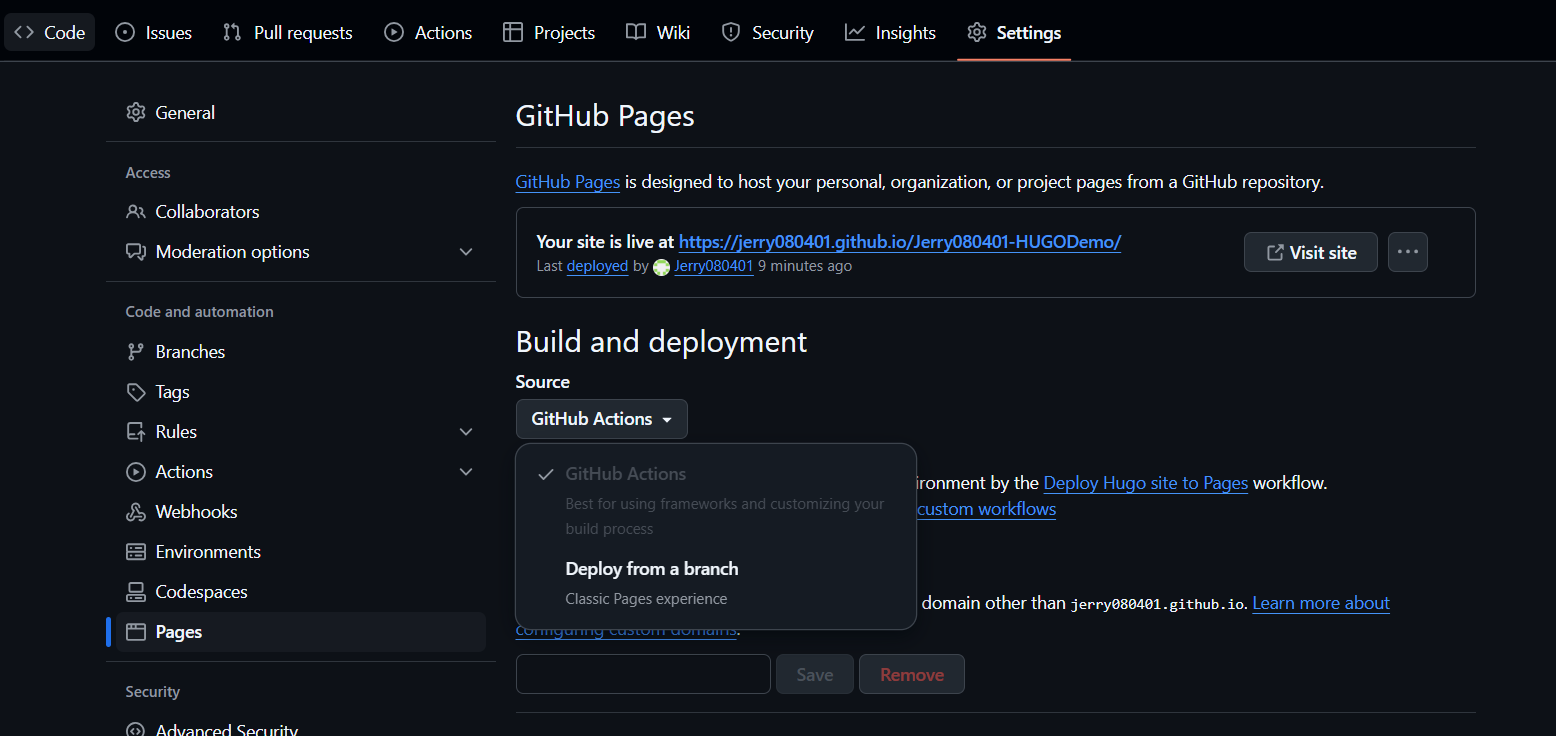 Code Issues Pull requests Actions Projects Wiki Security Insights Settings
General
Access
Collaborators
Moderation options
Code and automation
Branches
Tags
Rules
Actions
Webhooks
Environments
Codespaces
Pages
Security
Advanced Security
GitHub Pages
GitHub Pages is designed to host your personal, organization, or project pages from a GitHub repository.
Your site is live at https://jerry080401.github.io/Jerry080401-HUGODemo/
Last deployed by Jerry080401 9 minutes ago
Visit site
Build and deployment
Source
GitHub Actions
GitHub Actions
Best for using frameworks and customizing your
build process
Deploy from a branch
Classic Pages experience
ironment by the Deploy Hugo site to Pages workflow.
custom workflows
domain other than jerry080401.github.io. Learn more about
configuring custom domains.
Save Remove